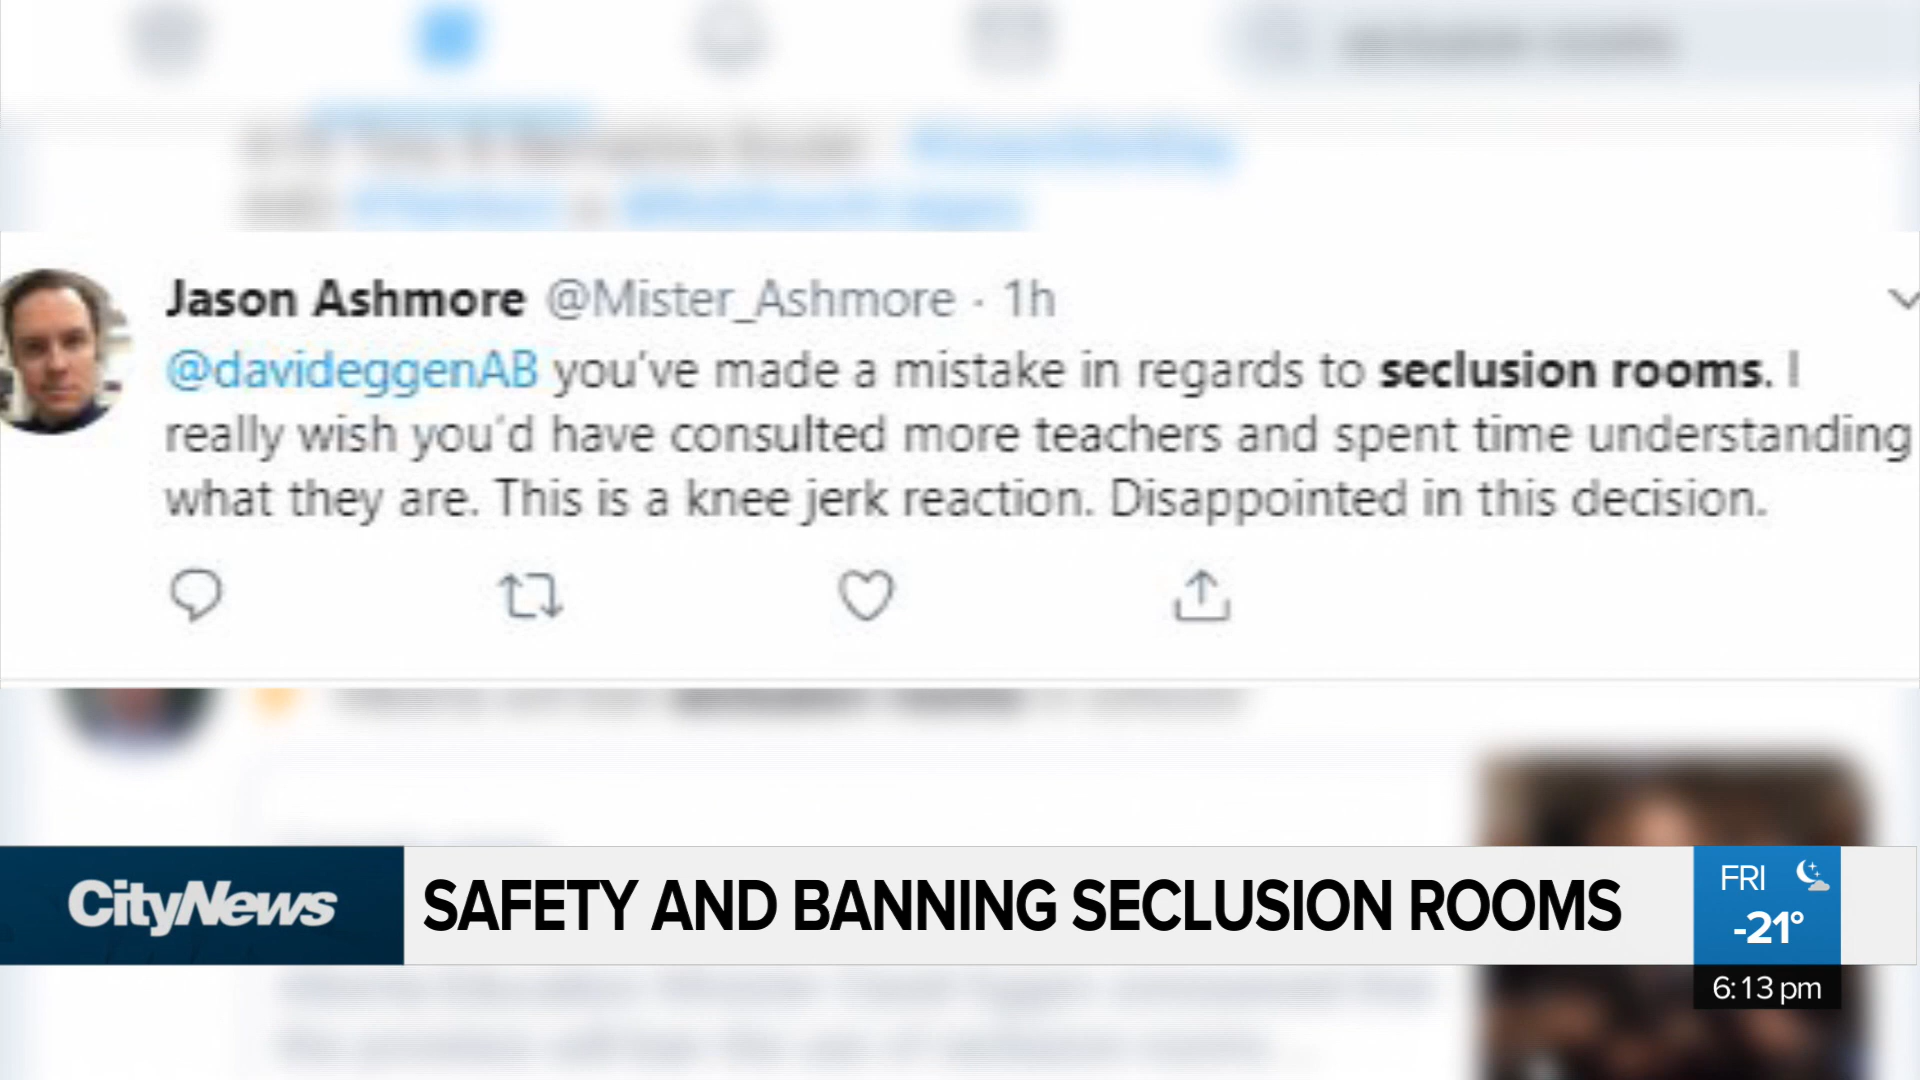 Jason Ashmore @Mister_Ashmore · 1h
@davideggenAB you've made a mistake in regards to seclusion rooms. I
really wish you'd have consulted more teachers and spent time understanding
what they are. This is a knee jerk reaction. Disappointed in this decision.
CityNews
SAFETY AND BANNING SECLUSION ROOMS
FRI
-21°
6:13 pm